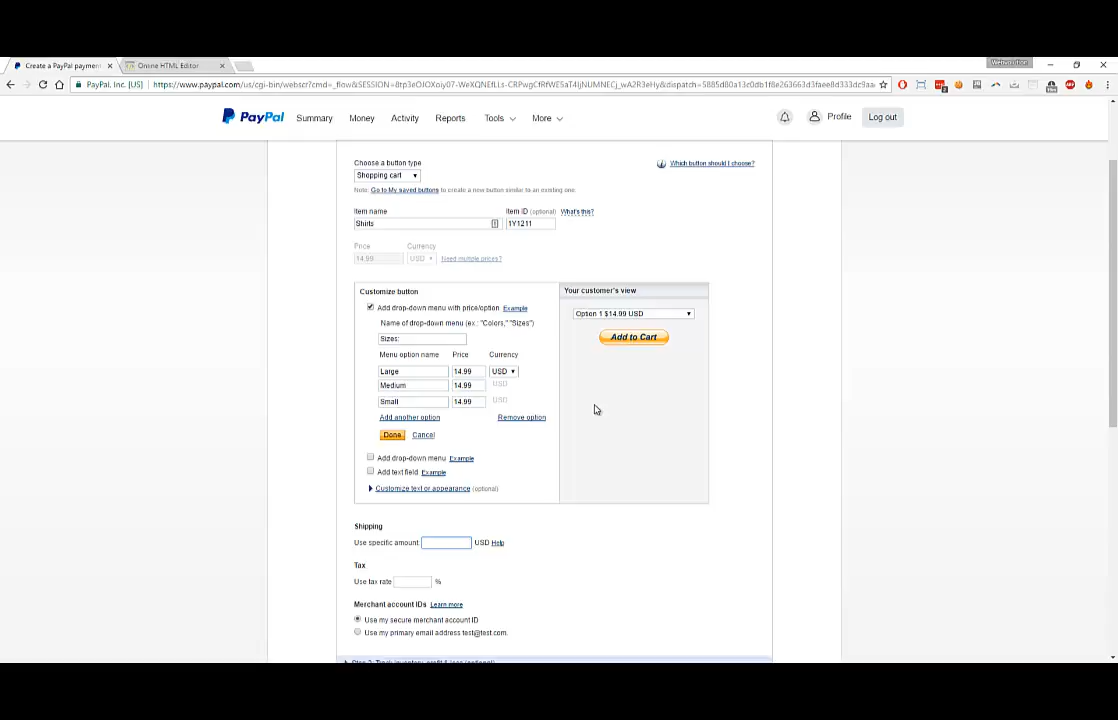 Create a PayPal paymen
Online HTML Editor
PayPal, Inc. [US]
PayPal Summary Money Activity Reports Tools More Profile Log out
Choose a button type
Which button should I choose?
Shopping cart
Note: Go to My saved buttons to create a new button similar to an existing one.
Item name Item ID (optional) What's this?
Shirts 1Y1211
Price Currency
14.99 USD Need multiple prices?
Customize button
Your customer's view
Add drop-down menu with price/option Example
Option 1 $14.99 USD
Name of drop-down menu (ex.: "Colors," "Sizes")
Sizes:
Add to Cart
Menu option name Price Currency
Large 14.99 USD
Medium 14.99 USD
Small 14.99 USD
Add another option Remove option
Done Cancel
Add drop-down menu Example
Add text field Example
Customize text or appearance (optional)
Shipping
Use specific amount USD Help
Tax
Use tax rate %
Merchant account IDs Learn more
Use my secure merchant account ID
Use my primary email address test@test.com.